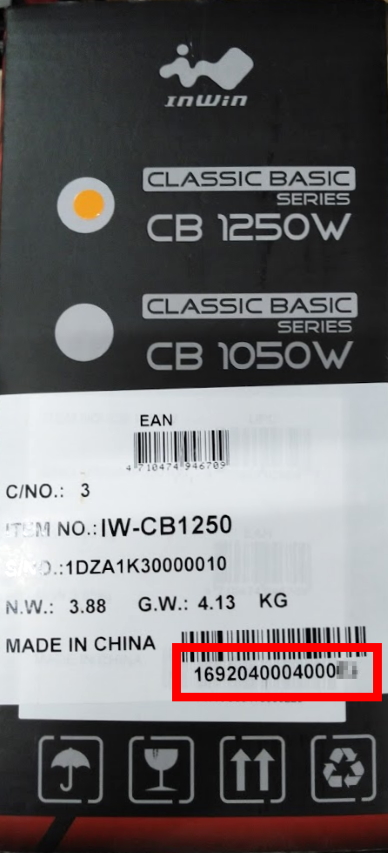 InWin
CLASSIC BASIC
SERIES
CB 1250W
CLASSIC BASIC
SERIES
CB 1050W
EAN
4 710474 946709
C/NO.: 3
ITEM NO.:IW-CB1250
.:1DZA1K30000010
N.W.: 3.88 G.W.: 4.13 KG
MADE IN CHINA
1692040004000